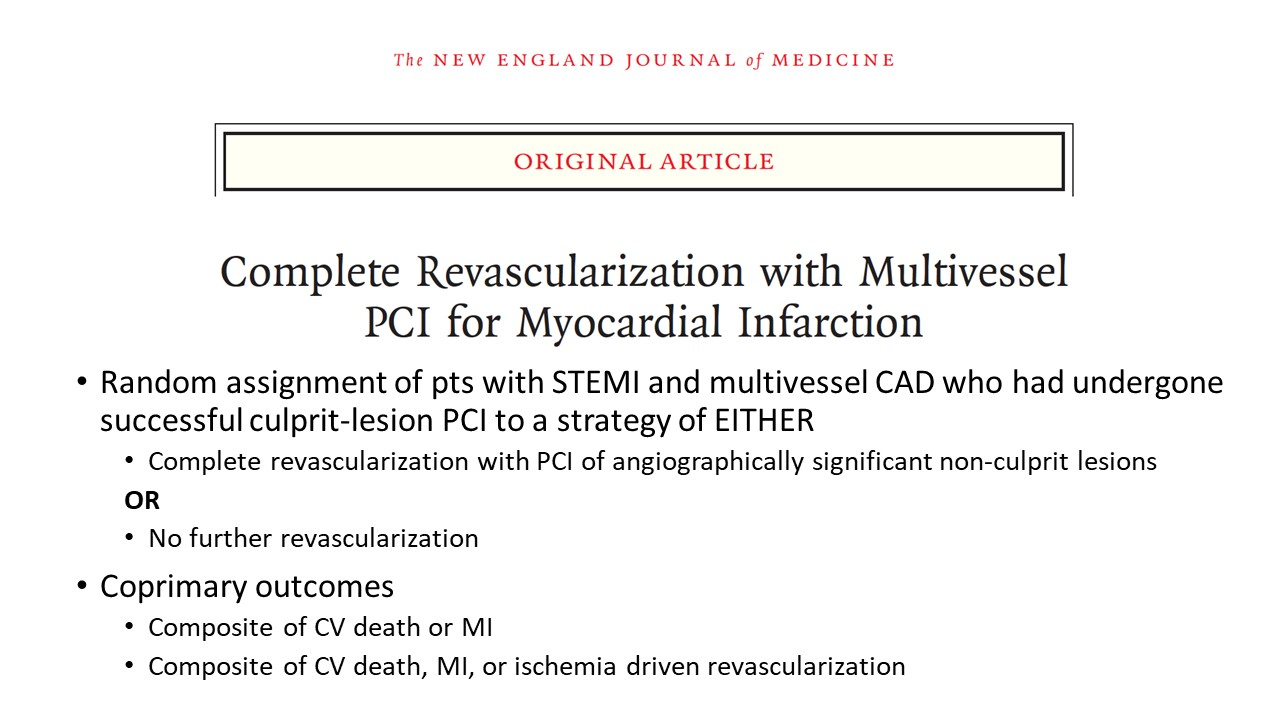 The NEW ENGLAND JOURNAL of MEDICINE
ORIGINAL ARTICLE
Complete Revascularization with Multivessel
PCI for Myocardial Infarction
• Random assignment of pts with STEMI and multivessel CAD who had undergone
successful culprit-lesion PCI to a strategy of EITHER
• Complete revascularization with PCI of angiographically significant non-culprit lesions
OR
• No further revascularization
• Coprimary outcomes
• Composite of CV death or MI
• Composite of CV death, MI, or ischemia driven revascularization